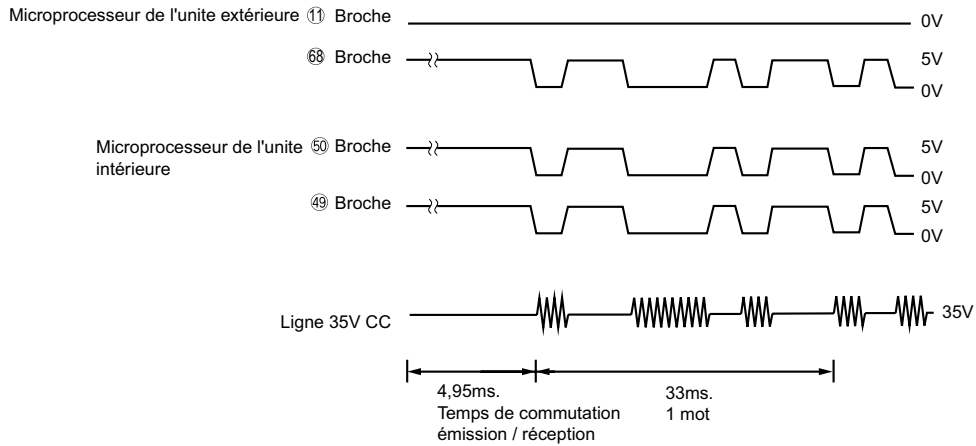 Microprocesseur de l'unite extérieure ⑪ Broche
0V
㊽ Broche
5V
0V
Microprocesseur de l'unite ㊿ Broche
intérieure
5V
0V
㊾ Broche
5V
0V
Ligne 35V CC
35V
4,95ms.
Temps de commutation
émission / réception
33ms.
1 mot